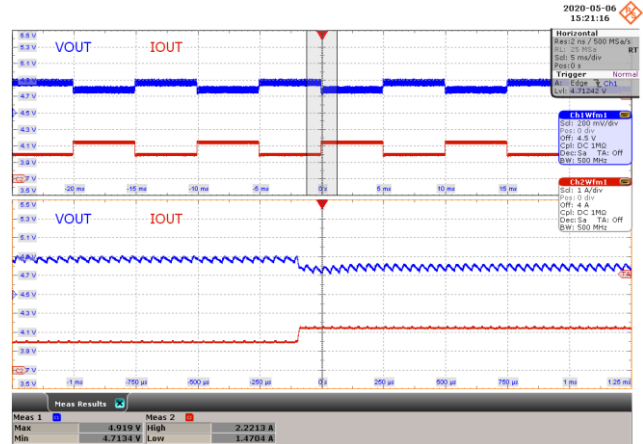 2020-05-06
15:21:16
Horizontal
Res:2 ns / 500 MSa/s
RL: 25 MSa RT
Scl: 5 ms/div
Pos:0 s
Trigger Normal
A: Edge Ch1
Lvl: 4.71242 V
VOUT IOUT
5.3 V
5.1 V
4.7 V
4.5 V
4.3 V
4.1 V
3.9 V
3.5 V
-20 ms -15 ms -10 ms -5 ms 0 s 5 ms 10 ms 15 ms
Ch1Wfm1
Scl: 200 mV/div
Pos: 0 div
Off: 4.5 V
Cpl: DC 1MΩ
Dec:Sa TA: Off
BW: 500 MHz
Ch2Wfm1
Scl: 1 A/div
Pos: 0 div
Off: 4 A
Cpl: DC 1MΩ
Dec:Sa TA: Off
BW: 500 MHz
VOUT IOUT
5.5 V
5.3 V
5.1 V
4.7 V
4.5 V
4.3 V
4.1 V
3.9 V
3.5 V
-1 ms -750 µs -500 µs -250 µs 0 s 250 µs 500 µs 750 µs 1 ms 1.25 ms
TA
Meas Results
Meas 1 Meas 2
Max 4.919 V High 2.2213 A
Min 4.7134 V Low 1.4704 A